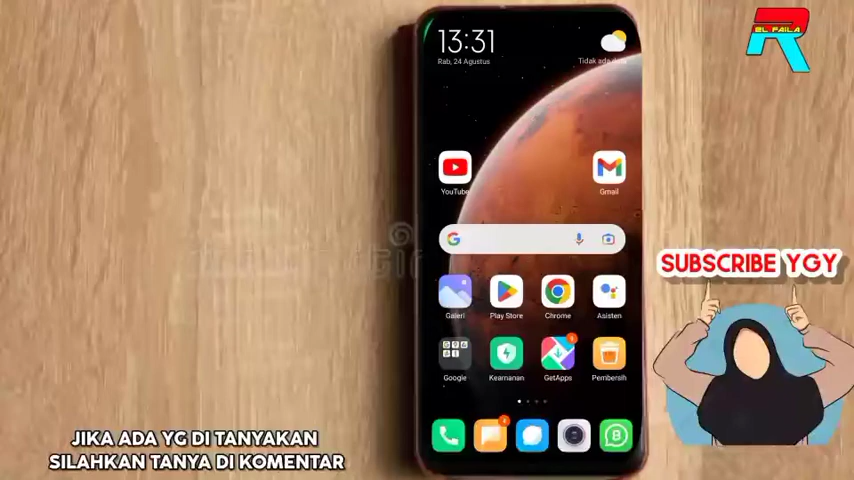 13:31
Rab, 24 Agustus
Tidak ada data
EL FAILA
YouTube
Gmail
SUBSCRIBE YGY
Galeri
Play Store
Chrome
Asisten
Google
Keamanan
GetApps
Pembersih
JIKA ADA YG DI TANYAKAN
SILAHKAN TANYA DI KOMENTAR